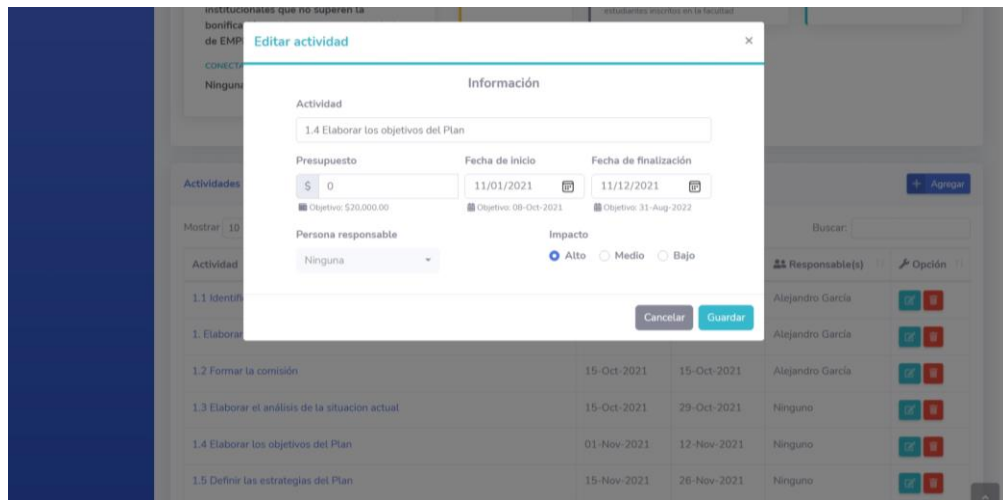 institucionales que no superen la
bonifica
de EMP
estudiantes inscritos en la facultad
CONECTA
Ninguna
Editar actividad ×
Información
Actividad
1.4 Elaborar los objetivos del Plan
Presupuesto Fecha de inicio Fecha de finalización
$ 0 11/01/2021 11/12/2021
Objetivo: $20,000.00 Objetivo: 08-Oct-2021 Objetivo: 31-Aug-2022
Persona responsable Impacto
Ninguna Alto Medio Bajo
Cancelar Guardar
Actividades + Agregar
Mostrar 10 Buscar:
Actividad Responsable(s) Opción
1.1 Identifi Alejandro García
1. Elaborar Alejandro García
1.2 Formar la comisión 15-Oct-2021 15-Oct-2021 Alejandro García
1.3 Elaborar el análisis de la situacion actual 15-Oct-2021 29-Oct-2021 Ninguno
1.4 Elaborar los objetivos del Plan 01-Nov-2021 12-Nov-2021 Ninguno
1.5 Definir las estrategias del Plan 15-Nov-2021 26-Nov-2021 Ninguno